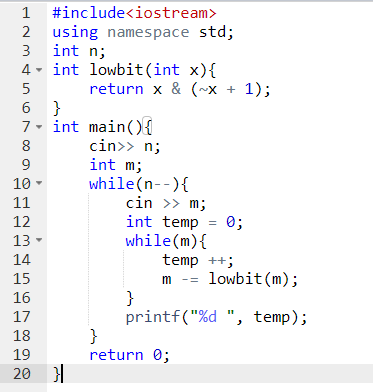 1 #include<iostream>
2 using namespace std;
3 int n;
4 int lowbit(int x){
5 return x & (~x + 1);
6 }
7 int main(){
8 cin>> n;
9 int m;
10 while(n--){
11 cin >> m;
12 int temp = 0;
13 while(m){
14 temp ++;
15 m -= lowbit(m);
16 }
17 printf("%d ", temp);
18 }
19 return 0;
20 }